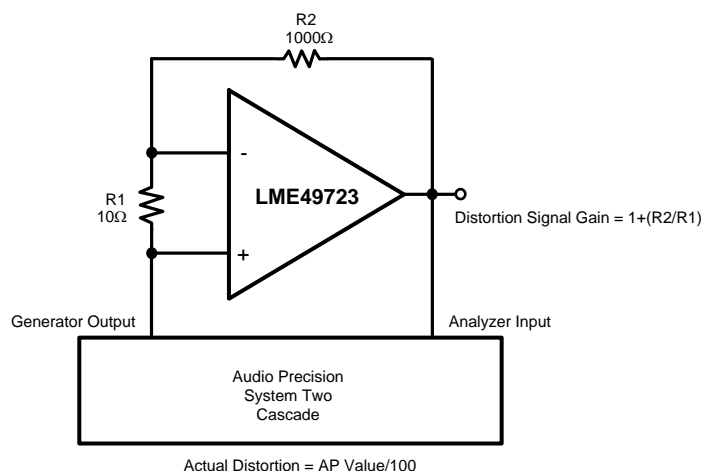 R2
1000Ω
-
LME49723
R1
10Ω
Distortion Signal Gain = 1+(R2/R1)
+
Generator Output
Analyzer Input
Audio Precision
System Two
Cascade
Actual Distortion = AP Value/100